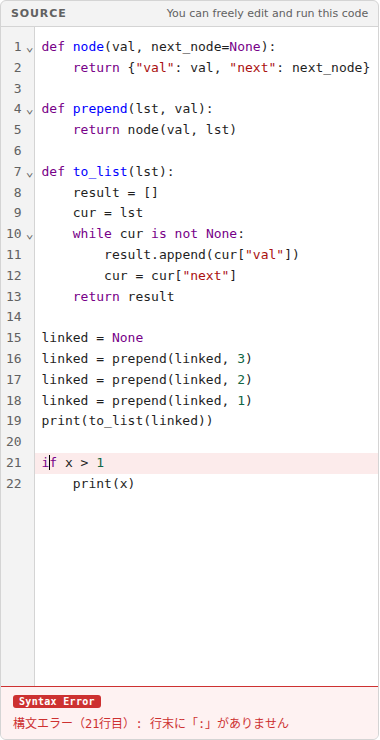 SOURCE You can freely edit and run this code
1 def node(val, next_node=None):
2     return {"val": val, "next": next_node}
3
4 def prepend(lst, val):
5     return node(val, lst)
6
7 def to_list(lst):
8     result = []
9     cur = lst
10     while cur is not None:
11         result.append(cur["val"])
12         cur = cur["next"]
13     return result
14
15 linked = None
16 linked = prepend(linked, 3)
17 linked = prepend(linked, 2)
18 linked = prepend(linked, 1)
19 print(to_list(linked))
20
21 if x > 1
22     print(x)
Syntax Error
構文エラー（21行目）: 行末に「:」がありません